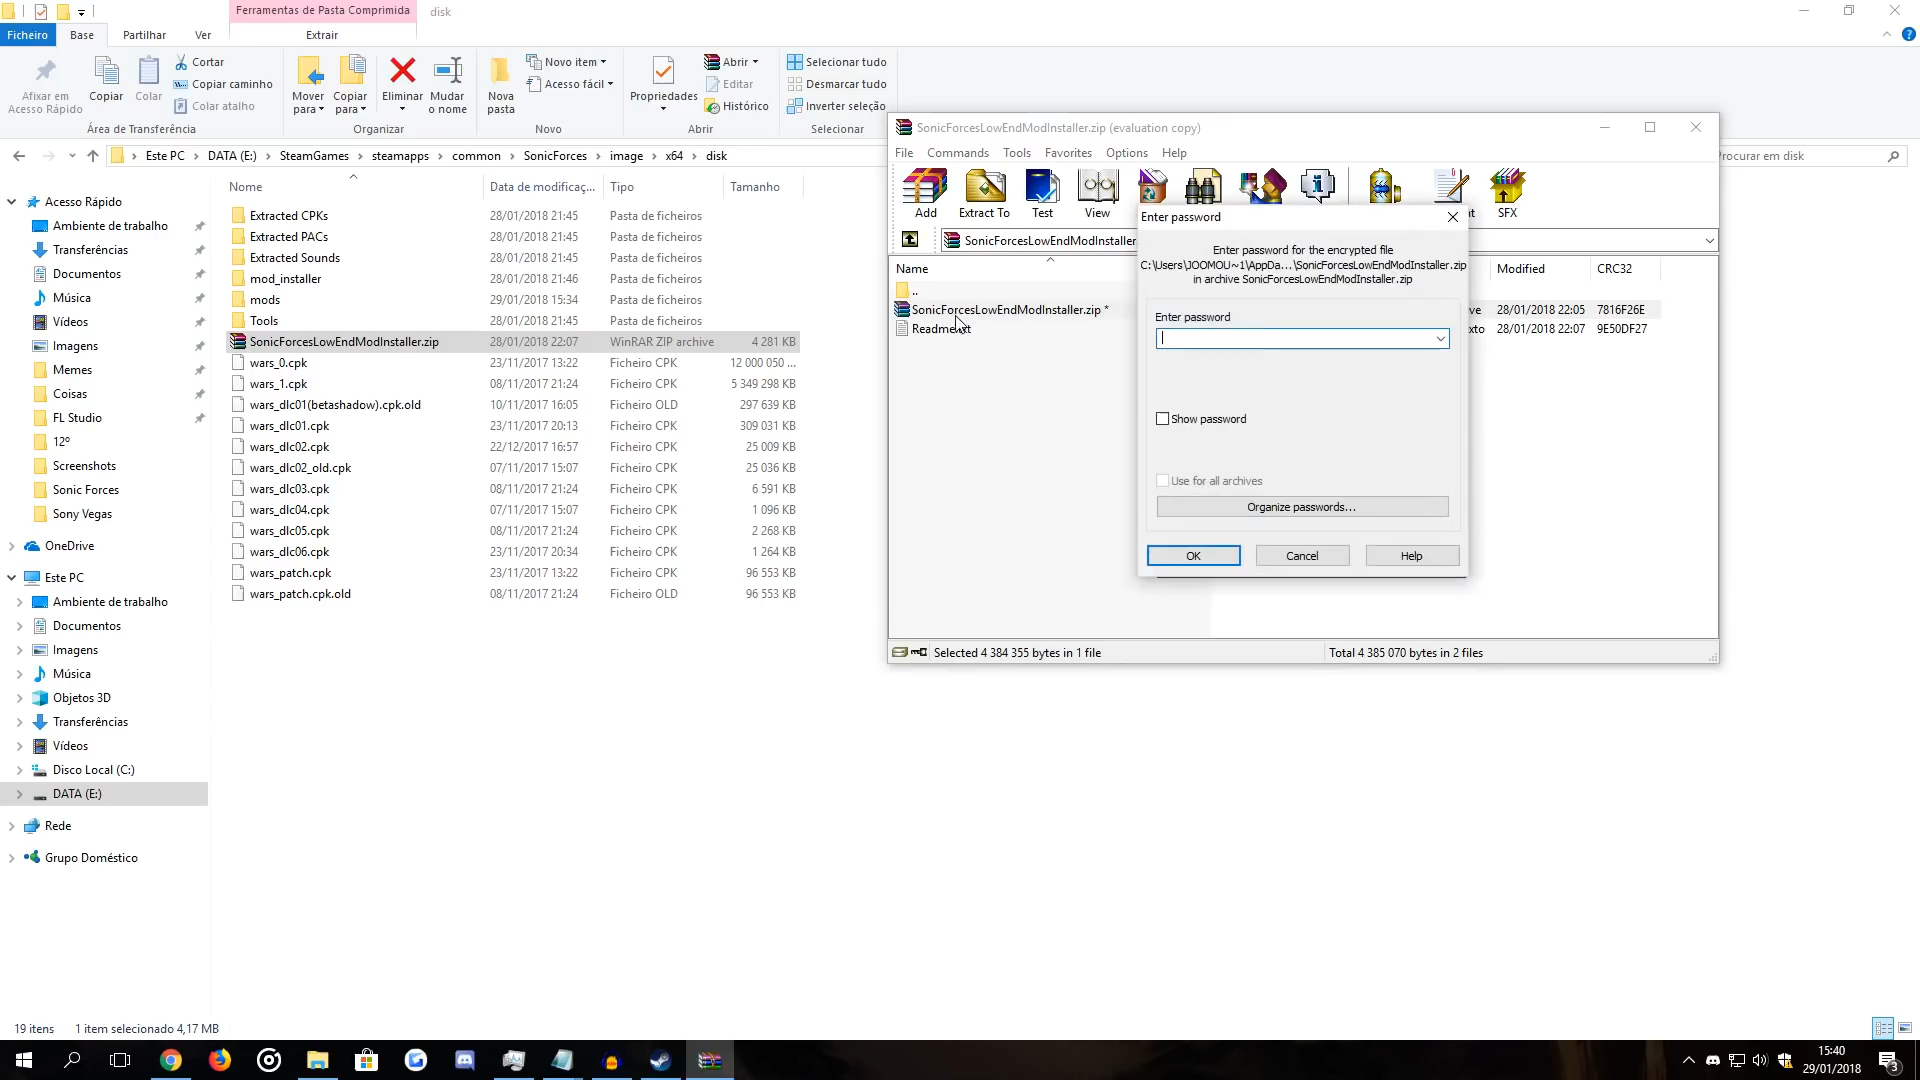 Ferramentas de Pasta Comprimida
disk
Ficheiro
Base
Partilhar
Ver
Extrair
Afixar em
Acesso Rápido
Copiar
Colar
Cortar
Copiar caminho
Colar atalho
Área de Transferência
Mover
para
Copiar
para
Eliminar
Mudar
o nome
Organizar
Nova
pasta
Novo item
Acesso fácil
Novo
Propriedades
Abrir
Editar
Histórico
Abrir
Selecionar tudo
Desmarcar tudo
Inverter seleção
Selecionar
Este PC
DATA (E:)
SteamGames
steamapps
common
SonicForces
image
x64
disk
Procurar em disk
Acesso Rápido
Ambiente de trabalho
Transferências
Documentos
Música
Vídeos
Imagens
Memes
Coisas
FL Studio
12º
Screenshots
Sonic Forces
Sony Vegas
OneDrive
Este PC
Ambiente de trabalho
Documentos
Imagens
Música
Objetos 3D
Transferências
Vídeos
Disco Local (C:)
DATA (E:)
Rede
Grupo Doméstico
Nome Data de modificaç... Tipo Tamanho
Extracted CPKs 28/01/2018 21:45 Pasta de ficheiros
Extracted PACs 28/01/2018 21:45 Pasta de ficheiros
Extracted Sounds 28/01/2018 21:45 Pasta de ficheiros
mod_installer 28/01/2018 21:46 Pasta de ficheiros
mods 29/01/2018 15:34 Pasta de ficheiros
Tools 28/01/2018 21:45 Pasta de ficheiros
SonicForcesLowEndModInstaller.zip 28/01/2018 22:07 WinRAR ZIP archive 4 281 KB
wars_0.cpk 23/11/2017 13:22 Ficheiro CPK 12 000 050 ...
wars_1.cpk 08/11/2017 21:24 Ficheiro CPK 5 349 298 KB
wars_dlc01(betashadow).cpk.old 10/11/2017 16:05 Ficheiro OLD 297 639 KB
wars_dlc01.cpk 23/11/2017 20:13 Ficheiro CPK 309 031 KB
wars_dlc02.cpk 22/12/2017 16:57 Ficheiro CPK 25 009 KB
wars_dlc02_old.cpk 07/11/2017 15:07 Ficheiro CPK 25 036 KB
wars_dlc03.cpk 08/11/2017 21:24 Ficheiro CPK 6 591 KB
wars_dlc04.cpk 07/11/2017 15:07 Ficheiro CPK 1 096 KB
wars_dlc05.cpk 08/11/2017 21:24 Ficheiro CPK 2 268 KB
wars_dlc06.cpk 23/11/2017 20:34 Ficheiro CPK 1 264 KB
wars_patch.cpk 23/11/2017 13:22 Ficheiro CPK 96 553 KB
wars_patch.cpk.old 08/11/2017 21:24 Ficheiro OLD 96 553 KB
SonicForcesLowEndModInstaller.zip (evaluation copy)
File Commands Tools Favorites Options Help
Add
Extract To
Test
View
SFX
SonicForcesLowEndModInstaller
Name Modified CRC32
..
SonicForcesLowEndModInstaller.zip * 28/01/2018 22:05 7816F26E
28/01/2018 22:07 9E50DF27
Enter password
Enter password for the encrypted file
C:\Users\JOOMOU~1\AppDa...\SonicForcesLowEndModInstaller.zip
in archive SonicForcesLowEndModInstaller.zip
Enter password
Show password
Use for all archives
Organize passwords...
OK
Cancel
Help
Selected 4 384 355 bytes in 1 file
Total 4 385 070 bytes in 2 files
19 itens
1 item selecionado 4,17 MB
15:40
29/01/2018
3